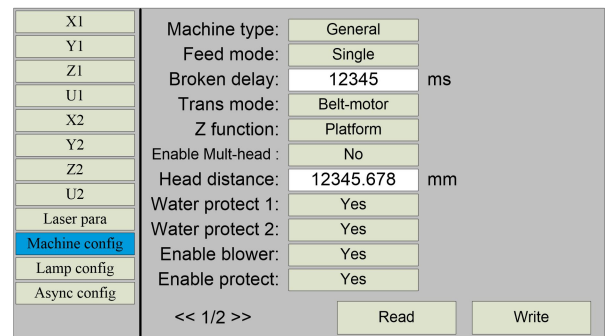 X1
Y1
Z1
U1
X2
Y2
Z2
U2
Laser para
Machine config
Lamp config
Async config
Machine type: General
Feed mode: Single
Broken delay: 12345 ms
Trans mode: Belt-motor
Z function: Platform
Enable Mult-head : No
Head distance: 12345.678 mm
Water protect 1: Yes
Water protect 2: Yes
Enable blower: Yes
Enable protect: Yes
<< 1/2 >> Read Write